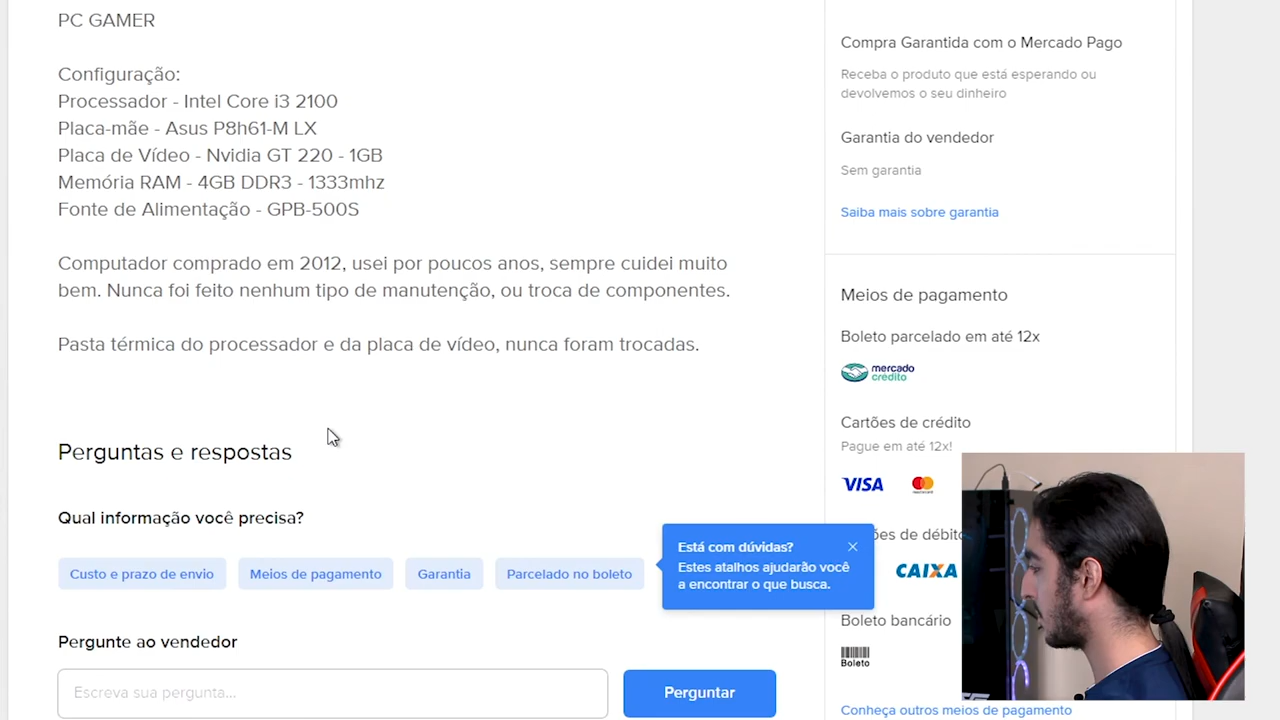 PC GAMER
Configuração:
Processador - Intel Core i3 2100
Placa-mãe - Asus P8h61-M LX
Placa de Vídeo - Nvidia GT 220 - 1GB
Memória RAM - 4GB DDR3 - 1333mhz
Fonte de Alimentação - GPB-500S
Computador comprado em 2012, usei por poucos anos, sempre cuidei muito
bem. Nunca foi feito nenhum tipo de manutenção, ou troca de componentes.
Pasta térmica do processador e da placa de vídeo, nunca foram trocadas.
Perguntas e respostas
Qual informação você precisa?
Custo e prazo de envio
Meios de pagamento
Garantia
Parcelado no boleto
Está com dúvidas?
Estes atalhos ajudarão você
a encontrar o que busca.
Pergunte ao vendedor
Escreva sua pergunta...
Perguntar
Compra Garantida com o Mercado Pago
Receba o produto que está esperando ou
devolvemos o seu dinheiro
Garantia do vendedor
Sem garantia
Saiba mais sobre garantia
Meios de pagamento
Boleto parcelado em até 12x
mercado
crédito
Cartões de crédito
Pague em até 12x!
VISA
mastercard
ões de débito
CAIXA
Boleto bancário
Boleto
Conheça outros meios de pagamento